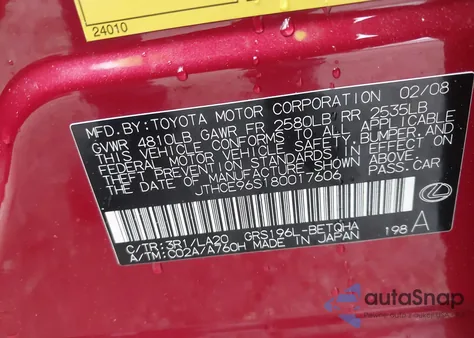 24010
MFD. BY: TOYOTA MOTOR CORPORATION 02/08
GVWR 4810LB GAWR FR 2580LB/RR 2535LB
THIS VEHICLE CONFORMS TO ALL APPLICABLE
FEDERAL MOTOR VEHICLE SAFETY, BUMPER, AND
THEFT PREVENTION STANDARDS IN EFFECT ON
THE DATE OF MANUFACTURE SHOWN ABOVE.
JTHCE96S180017606 PASS.CAR
C/TR: 3R1/LA20 GRS196L-BETQHA
A/TM: C02A/A760H MADE IN JAPAN
198 A
autoSnap